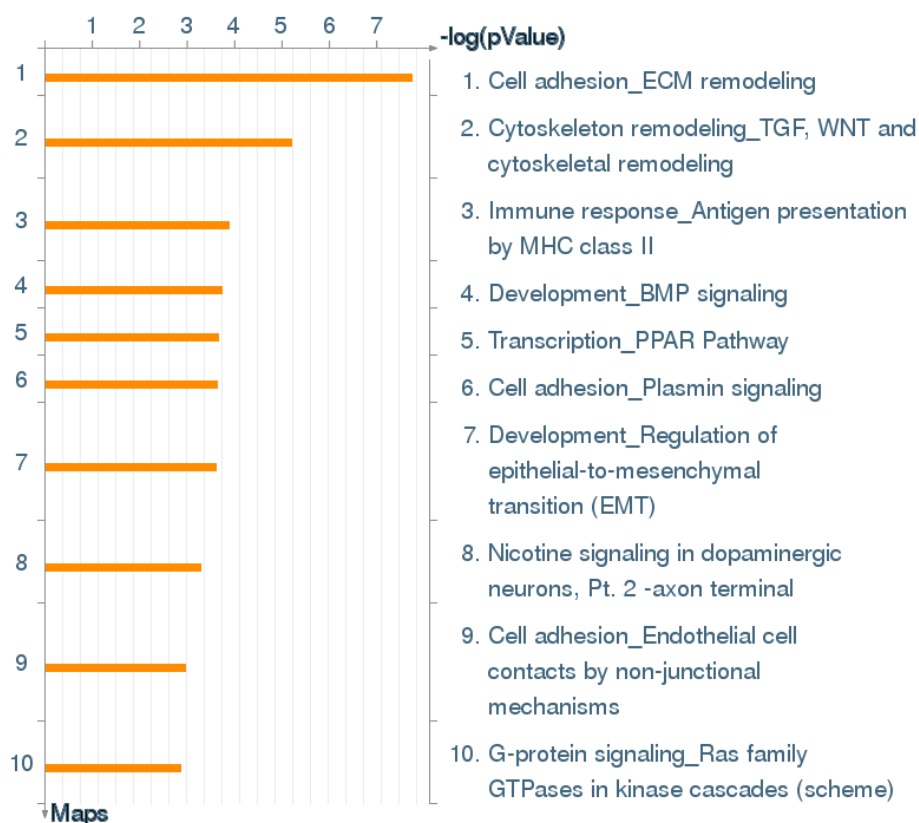 1 2 3 4 5 6 7
-log(pValue)
1
1. Cell adhesion_ECM remodeling
2
2. Cytoskeleton remodeling_TGF, WNT and
cytoskeletal remodeling
3
3. Immune response_Antigen presentation
by MHC class II
4
4. Development_BMP signaling
5
5. Transcription_PPAR Pathway
6
6. Cell adhesion_Plasmin signaling
7
7. Development_Regulation of
epithelial-to-mesenchymal
transition (EMT)
8
8. Nicotine signaling in dopaminergic
neurons, Pt. 2 -axon terminal
9
9. Cell adhesion_Endothelial cell
contacts by non-junctional
mechanisms
10
10. G-protein signaling_Ras family
GTPases in kinase cascades (scheme)
Maps